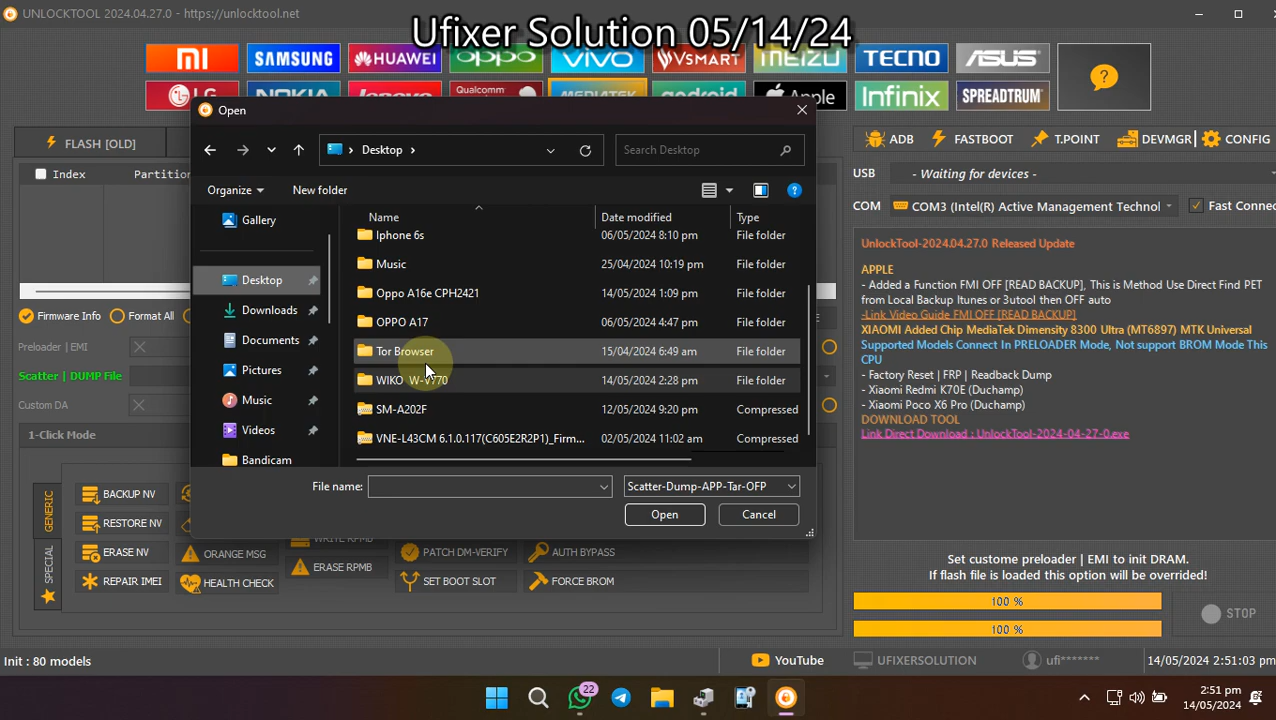 UNLOCKTOOL 2024.04.27.0 - https://unlocktool.net
Ufixer Solution 05/14/24
MI SAMSUNG HUAWEI oppo VIVO VSMART MEIZU TECNO ASUS
LG NOKIA Lenovo Qualcomm MEDIATEK android Apple Infinix SPREADTRUM
Open
FLASH [OLD]
ADB FASTBOOT T.POINT DEVMGR CONFIG
Desktop
Search Desktop
Index Partition
USB - Waiting for devices -
Organize New folder
COM COM3 (Intel(R) Active Management Technol Fast Connec
Name Date modified Type
Gallery
Desktop
Downloads
Documents
Pictures
Music
Videos
Bandicam
Iphone 6s 06/05/2024 8:10 pm File folder
Music 25/04/2024 10:19 pm File folder
Oppo A16e CPH2421 14/05/2024 1:09 pm File folder
OPPO A17 06/05/2024 4:47 pm File folder
Tor Browser 15/04/2024 6:49 am File folder
WIKO W-V770 14/05/2024 2:28 pm File folder
SM-A202F 12/05/2024 9:20 pm Compressed
VNE-L43CM 6.1.0.117(C605E2R2P1)_Firm... 02/05/2024 11:02 am Compressed
File name: Scatter-Dump-APP-Tar-OFP
Open Cancel
Firmware Info Format All
Preloader | EMI
Scatter | DUMP File
Custom DA
1-Click Mode
GENERIC
SPECIAL
BACKUP NV
RESTORE NV
ERASE NV ORANGE MSG ERASE RPMB PATCH DM-VERIFY AUTH BYPASS
REPAIR IMEI HEALTH CHECK SET BOOT SLOT FORCE BROM
UnlockTool-2024.04.27.0 Released Update
APPLE
- Added a Function FMI OFF [READ BACKUP], This is Method Use Direct Find PET
from Local Backup Itunes or 3utool then OFF auto
-Link Video Guide FMI OFF [READ BACKUP]
XIAOMI Added Chip MediaTek Dimensity 8300 Ultra (MT6897) MTK Universal
Supported Models Connect In PRELOADER Mode, Not support BROM Mode This
CPU
- Factory Reset | FRP | Readback Dump
- Xiaomi Redmi K70E (Duchamp)
- Xiaomi Poco X6 Pro (Duchamp)
DOWNLOAD TOOL
Link Direct Download : UnlockTool-2024-04-27-0.exe
Set custome preloader | EMI to init DRAM.
If flash file is loaded this option will be overrided!
100 %
100 %
STOP
Init : 80 models
YouTube UFIXERSOLUTION ufi******* 14/05/2024 2:51:03 pm
22
2:51 pm
14/05/2024